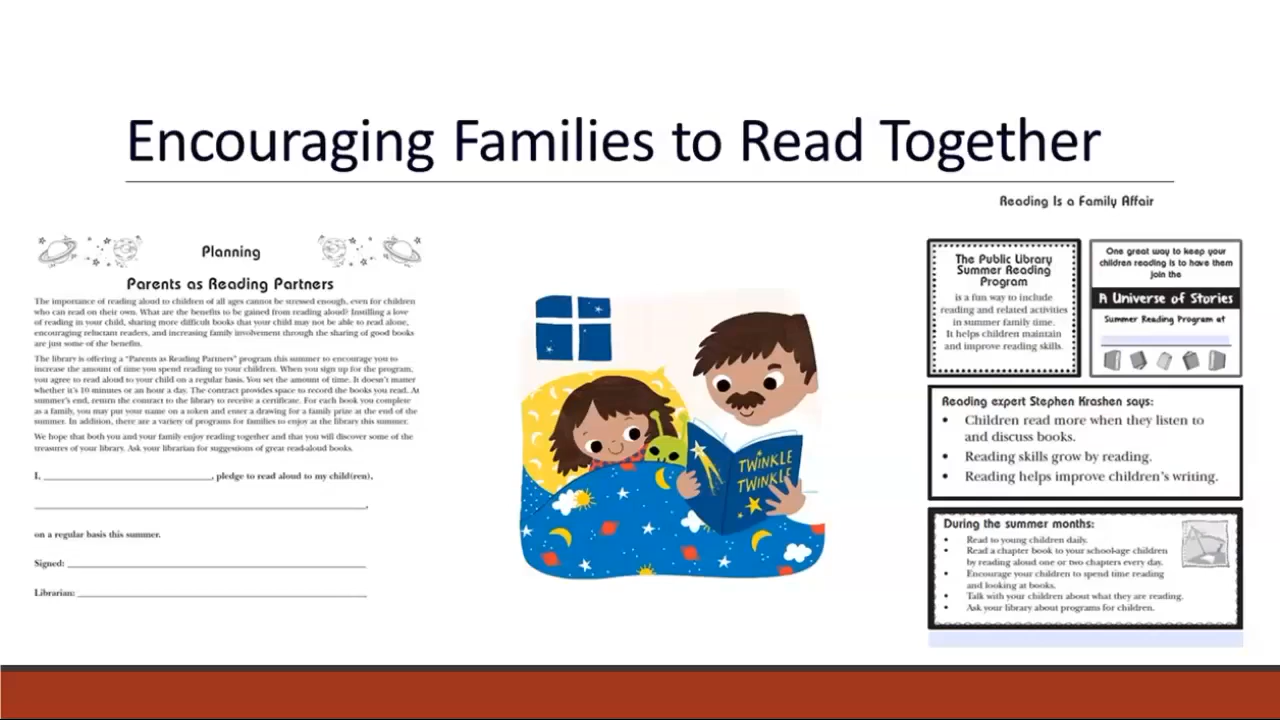 Encouraging Families to Read Together
Planning
Parents as Reading Partners
The importance of reading aloud to children of all ages cannot be stressed enough, even for children
who can read on their own. What are the benefits to be gained from reading aloud? Instilling a love
of reading in your child, sharing more difficult books that your child may not be able to read alone,
encouraging reluctant readers, and increasing family involvement through the sharing of good books
are just some of the benefits.
The library is offering a "Parents as Reading Partners" program this summer to encourage you to
increase the amount of time you spend reading to your children. When you sign up for the program,
you agree to read aloud to your child on a regular basis. You set the amount of time. It doesn't matter
whether it's 10 minutes or an hour a day. The contract provides space to record the books you read. At
summer's end, return the contract to the library to receive a certificate. For each book you complete
as a family, you may put your name on a token and enter a drawing for a family prize at the end of the
summer. In addition, there are a variety of programs for families to enjoy at the library this summer.
We hope that both you and your family enjoy reading together and that you will discover some of the
treasures of your library. Ask your librarian for suggestions of great read-aloud books.
I, ______________________, pledge to read aloud to my child(ren),
______________________,
on a regular basis this summer.
Signed: ______________________
Librarian: ______________________
TWINKLE
TWINKLE
Reading Is a Family Affair
The Public Library
Summer Reading
Program
is a fun way to include
reading and related activities
in summer family time.
It helps children maintain
and improve reading skills.
One great way to keep your
children reading is to have them
join the
A Universe of Stories
Summer Reading Program at
Reading expert Stephen Krashen says:
• Children read more when they listen to
and discuss books.
• Reading skills grow by reading.
• Reading helps improve children's writing.
During the summer months:
• Read to young children daily.
• Read a chapter book to your school-age children
by reading aloud one or two chapters every day.
• Encourage your children to spend time reading
and looking at books.
• Talk with your children about what they are reading.
• Ask your library about programs for children.